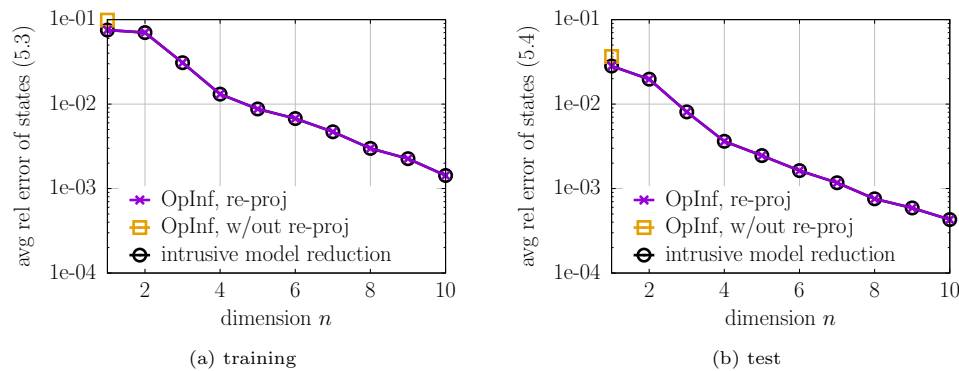 avg rel error of states (5.3)
1e-01
1e-02
1e-03
1e-04
OpInf, re-proj
OpInf, w/out re-proj
intrusive model reduction
2 4 6 8 10
dimension n
(a) training
avg rel error of states (5.4)
1e-01
1e-02
1e-03
1e-04
OpInf, re-proj
OpInf, w/out re-proj
intrusive model reduction
2 4 6 8 10
dimension n
(b) test